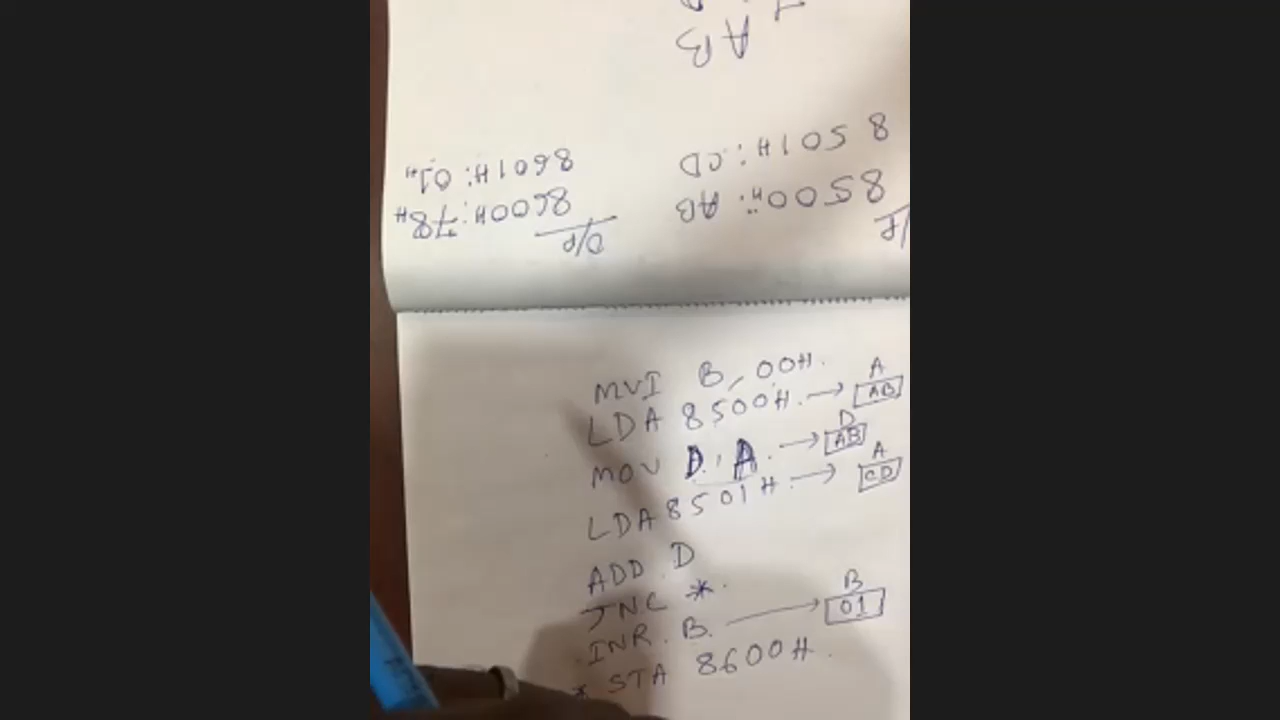 AB
8501H: CD
8500H: AB
O/P
8601H: 01H
8600H: 78H
MVI B, 00H.
LDA 8500H. → A AB
MOV D, A. → D AB
LDA 8501H. → A CD
ADD D
JNC *.
INR B. → B 01
* STA 8600H.